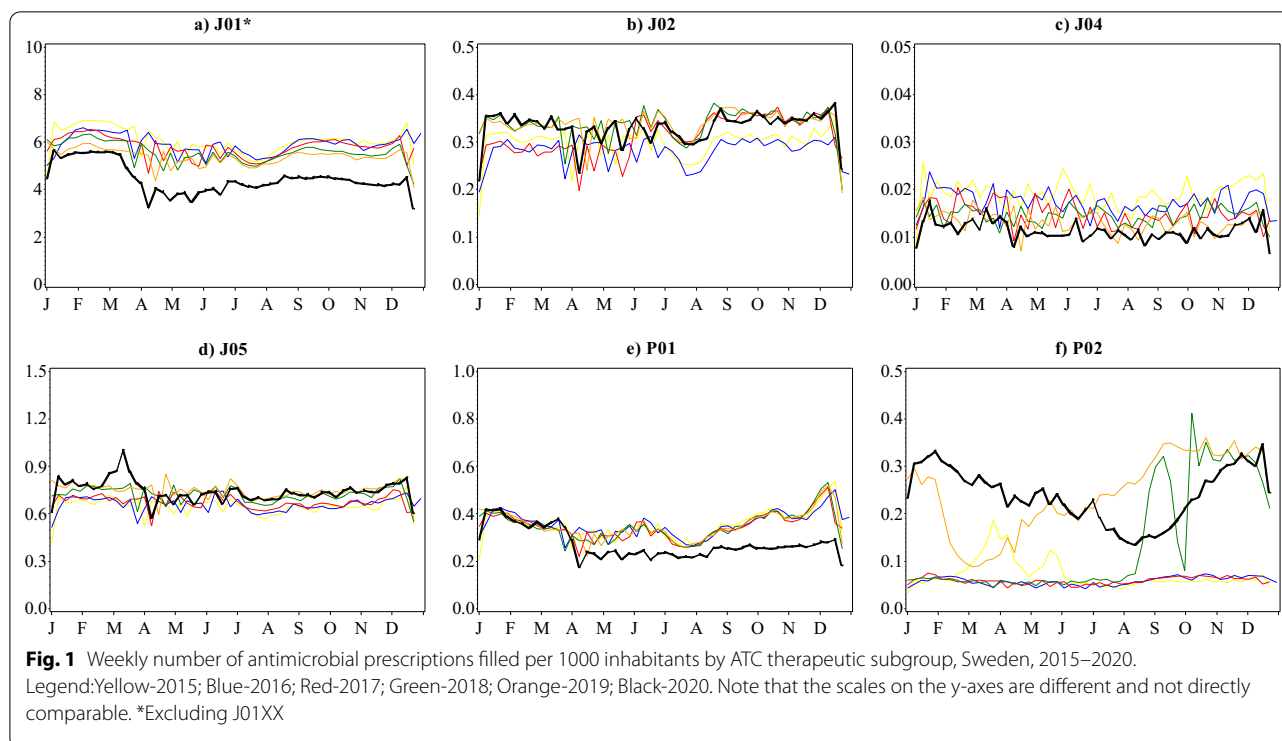 a) J01*
10
8
6
4
2
0
J F M A M J J A S O N D
b) J02
0.5
0.4
0.3
0.2
0.1
0.0
J F M A M J J A S O N D
c) J04
0.05
0.04
0.03
0.02
0.01
0.00
J F M A M J J A S O N D
d) J05
1.5
1.2
0.9
0.6
0.3
0.0
J F M A M J J A S O N D
e) P01
1.0
0.8
0.6
0.4
0.2
0.0
J F M A M J J A S O N D
f) P02
0.5
0.4
0.3
0.2
0.1
0.0
J F M A M J J A S O N D
Fig. 1 Weekly number of antimicrobial prescriptions filled per 1000 inhabitants by ATC therapeutic subgroup, Sweden, 2015–2020.
Legend:Yellow-2015; Blue-2016; Red-2017; Green-2018; Orange-2019; Black-2020. Note that the scales on the y-axes are different and not directly
comparable. *Excluding J01XX